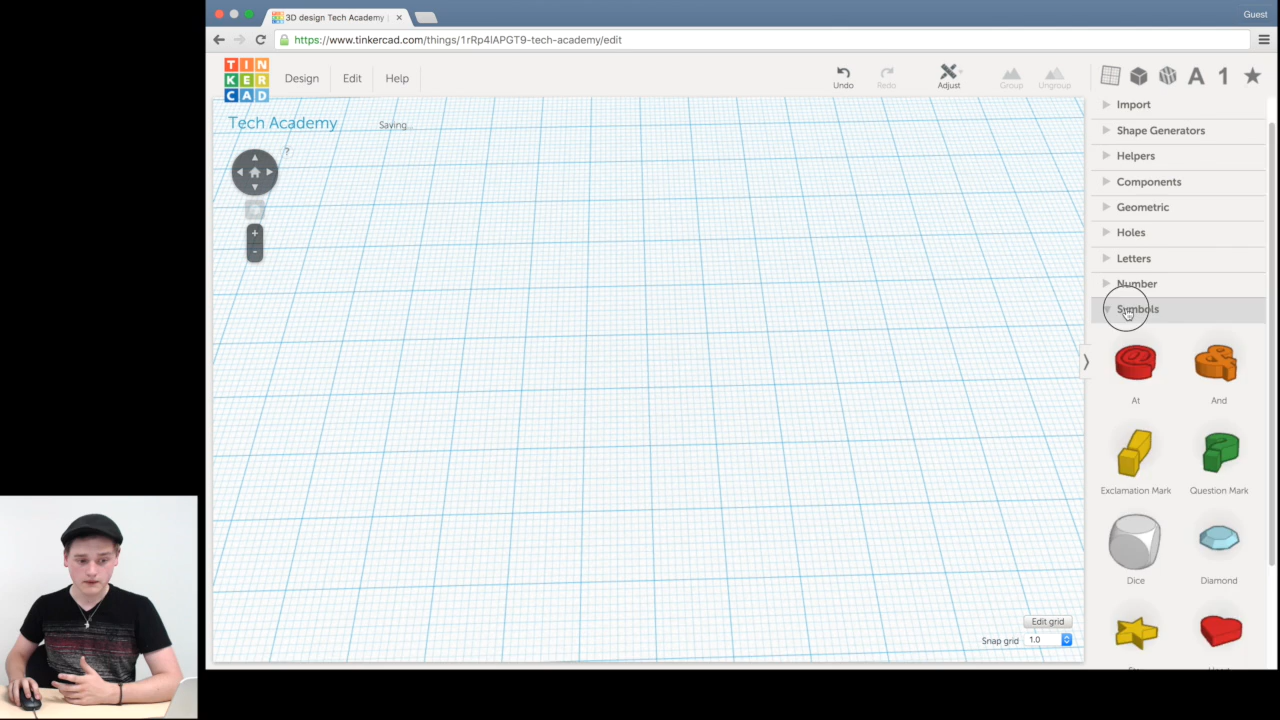 3D design Tech Academy
Guest
https://www.tinkercad.com/things/1rRp4lAPGT9-tech-academy/edit
TIN
KER
CAD
Design
Edit
Help
Undo
Redo
Adjust
Group
Ungroup
A
1
Tech Academy
Saving...
?
+
-
Import
Shape Generators
Helpers
Components
Geometric
Holes
Letters
Number
Symbols
At
And
Exclamation Mark
Question Mark
Dice
Diamond
Edit grid
Snap grid 1.0